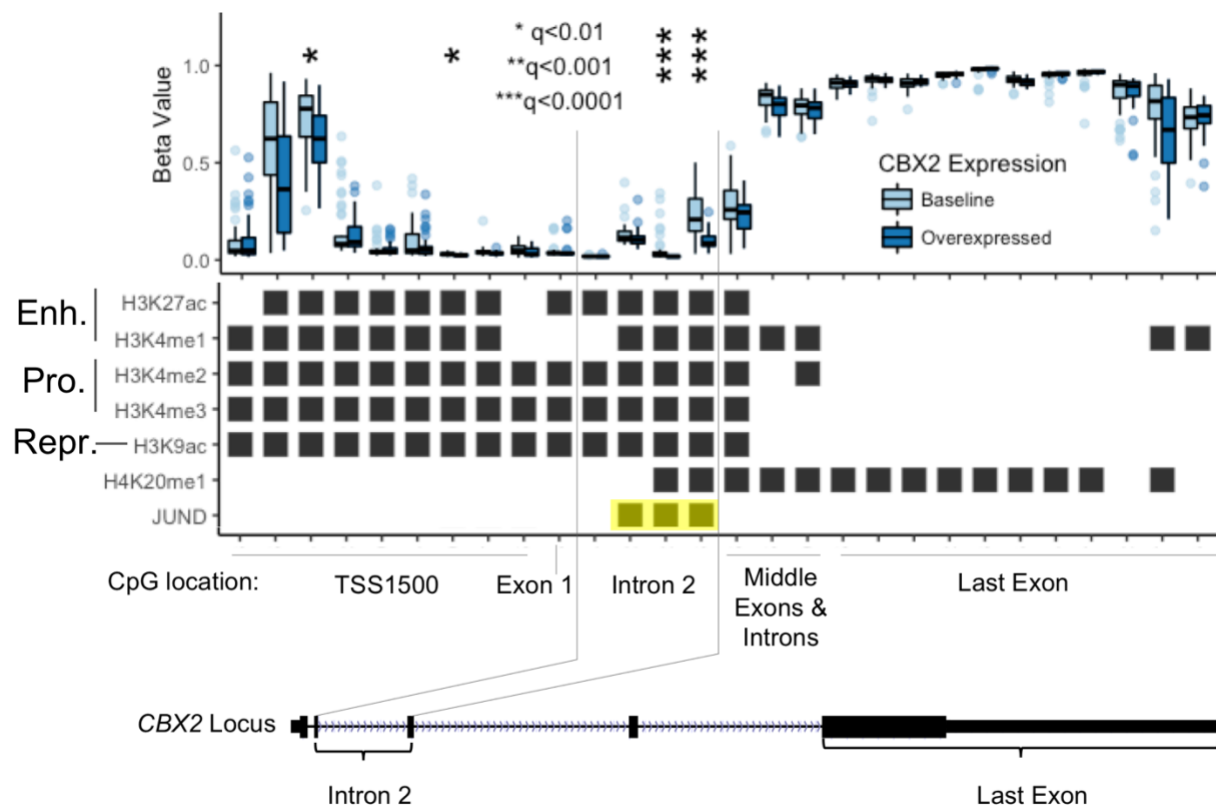 * q<0.01
**q<0.001
***q<0.0001
*
*
***
***
Beta Value
1.0
0.5
0.0
CBX2 Expression
Baseline
Overexpressed
Enh.
H3K27ac
H3K4me1
Pro.
H3K4me2
H3K4me3
Repr.
H3K9ac
H4K20me1
JUND
CpG location:
TSS1500
Exon 1
Intron 2
Middle
Exons &
Introns
Last Exon
CBX2 Locus
Intron 2
Last Exon